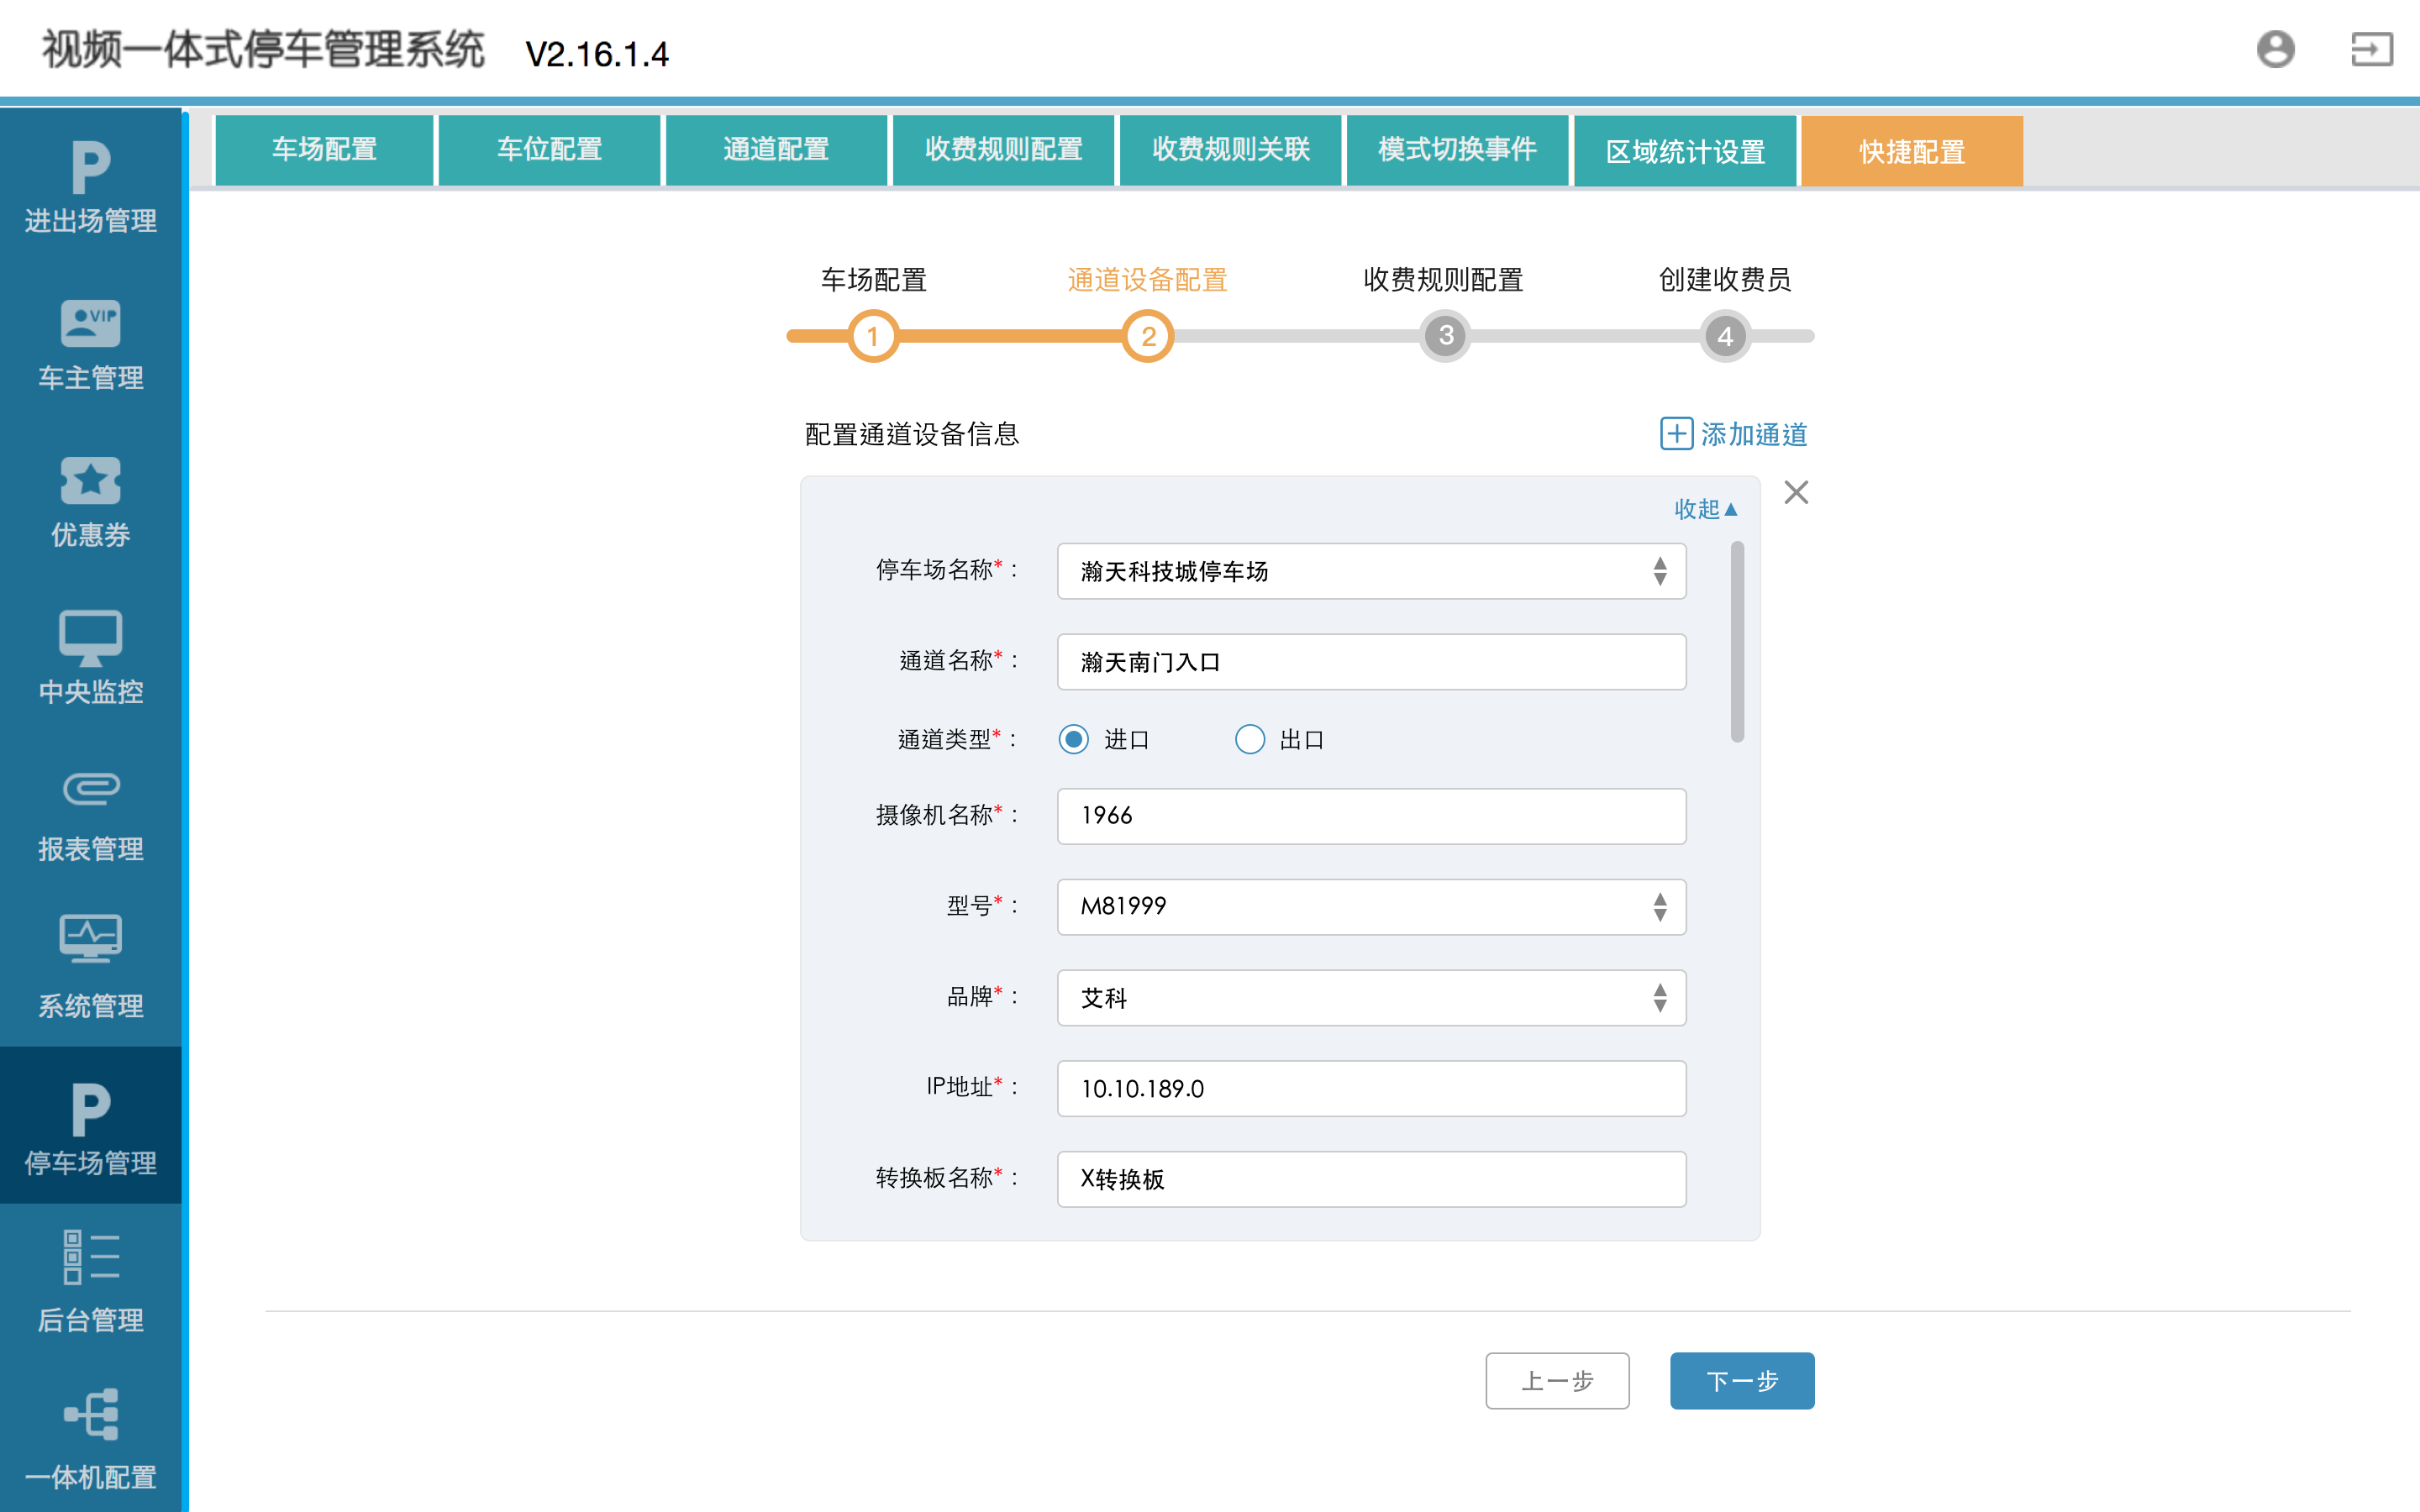 视频一体式停车管理系统 V2.16.1.4
车场配置 车位配置 通道配置 收费规则配置 收费规则关联 模式切换事件 区域统计设置 快捷配置
进出场管理
VIP
车主管理
优惠券
中央监控
报表管理
系统管理
停车场管理
后台管理
一体机配置
车场配置 通道设备配置 收费规则配置 创建收费员
1 2 3 4
配置通道设备信息 添加通道
收起▲
停车场名称*： 瀚天科技城停车场
通道名称*： 瀚天南门入口
通道类型*： 进口 出口
摄像机名称*： 1966
型号*： M81999
品牌*： 艾科
IP地址*： 10.10.189.0
转换板名称*： X转换板
上一步 下一步